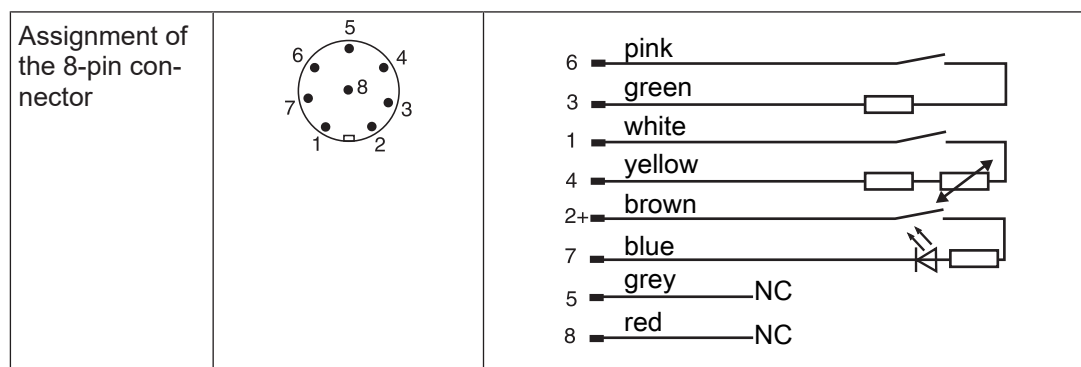 Assignment of
the 8-pin con-
nector
5
6 4
8
7 3
1 2
6 pink
3 green
1 white
4 yellow
2+ brown
7 blue
5 grey NC
8 red NC